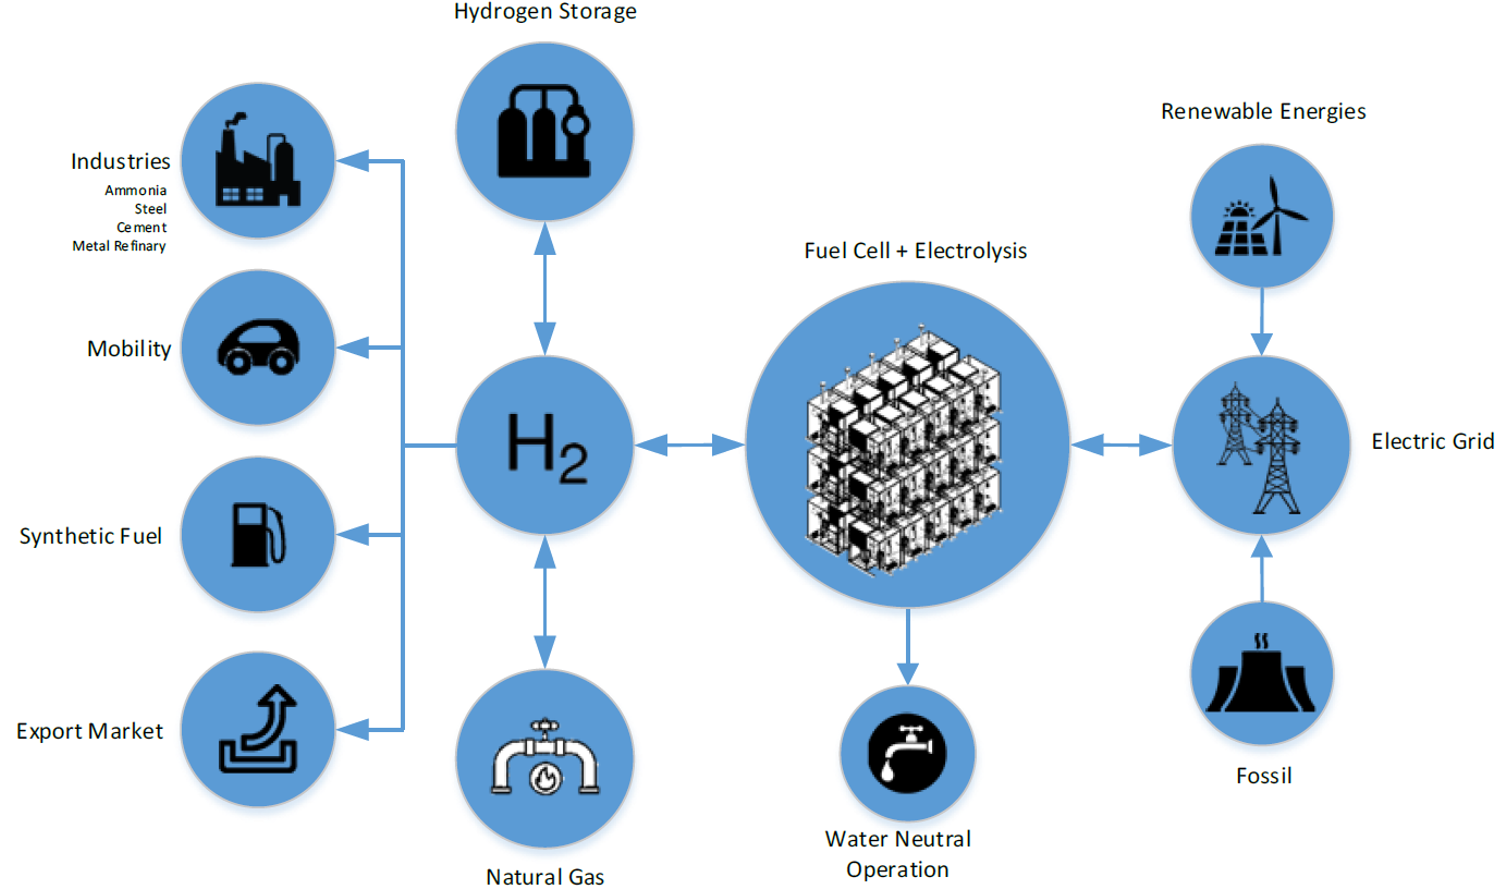 Hydrogen Storage
Renewable Energies
Industries
Ammonia
Steel
Cement
Metal Refinary
Fuel Cell + Electrolysis
Mobility
H2
Electric Grid
Synthetic Fuel
Export Market
Fossil
Water Neutral
Operation
Natural Gas